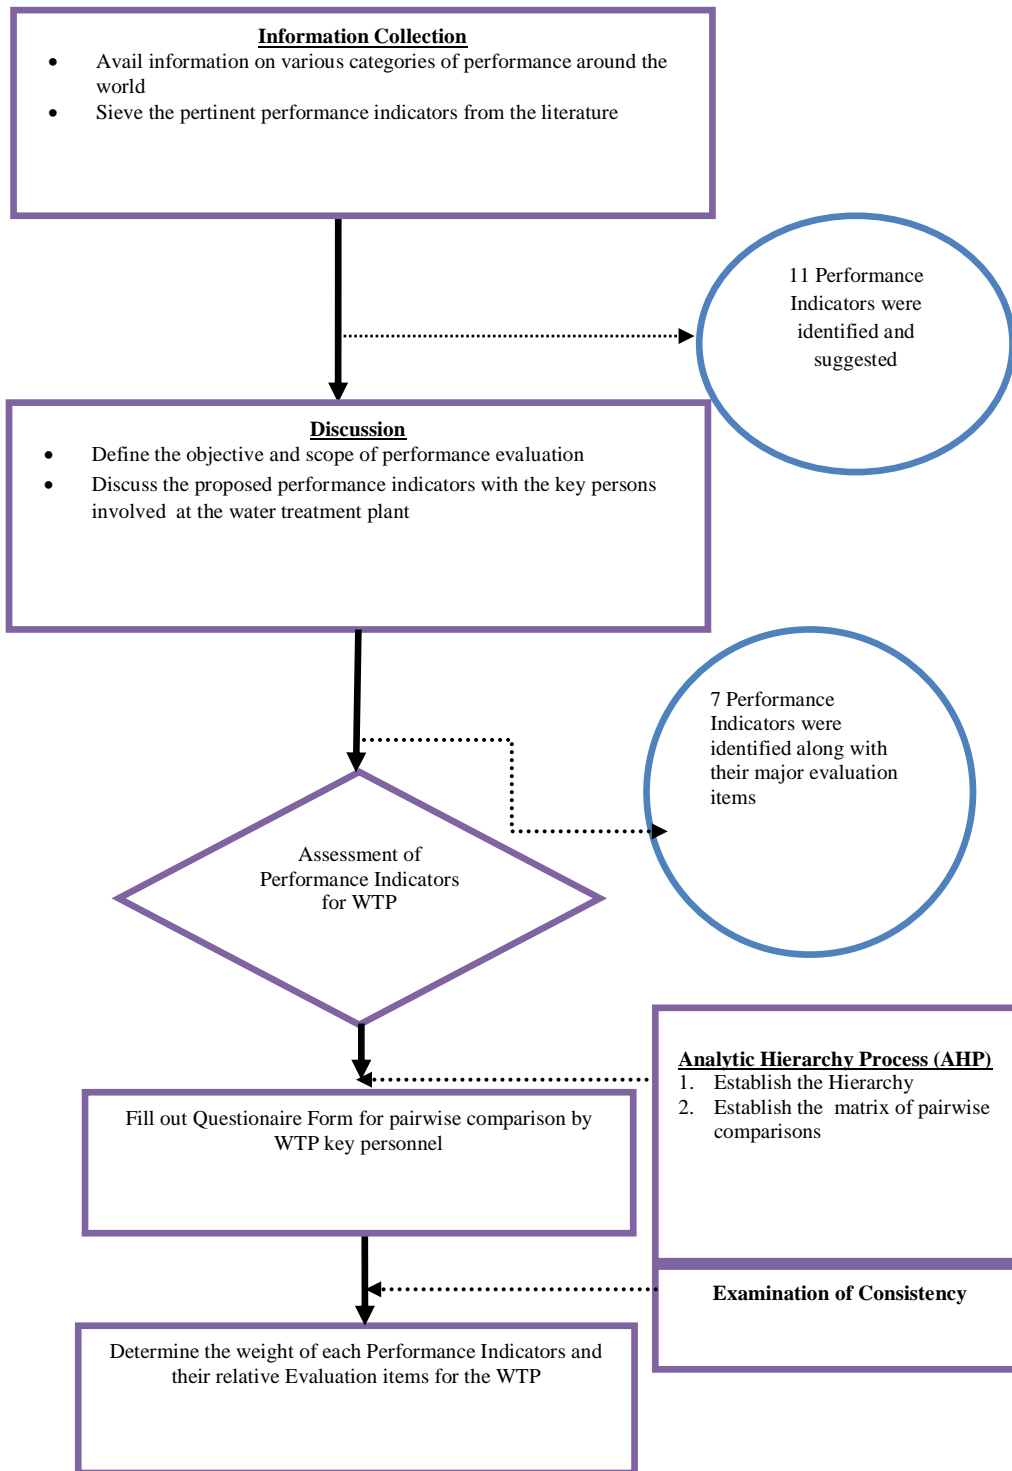 Information Collection
• Avail information on various categories of performance around the
world
• Sieve the pertinent performance indicators from the literature
11 Performance
Indicators were
identified and
suggested
Discussion
• Define the objective and scope of performance evaluation
• Discuss the proposed performance indicators with the key persons
involved at the water treatment plant
7 Performance
Indicators were
identified along with
their major evaluation
items
Assessment of
Performance Indicators
for WTP
Analytic Hierarchy Process (AHP)
1. Establish the Hierarchy
2. Establish the matrix of pairwise
comparisons
Fill out Questionaire Form for pairwise comparison by
WTP key personnel
Examination of Consistency
Determine the weight of each Performance Indicators and
their relative Evaluation items for the WTP